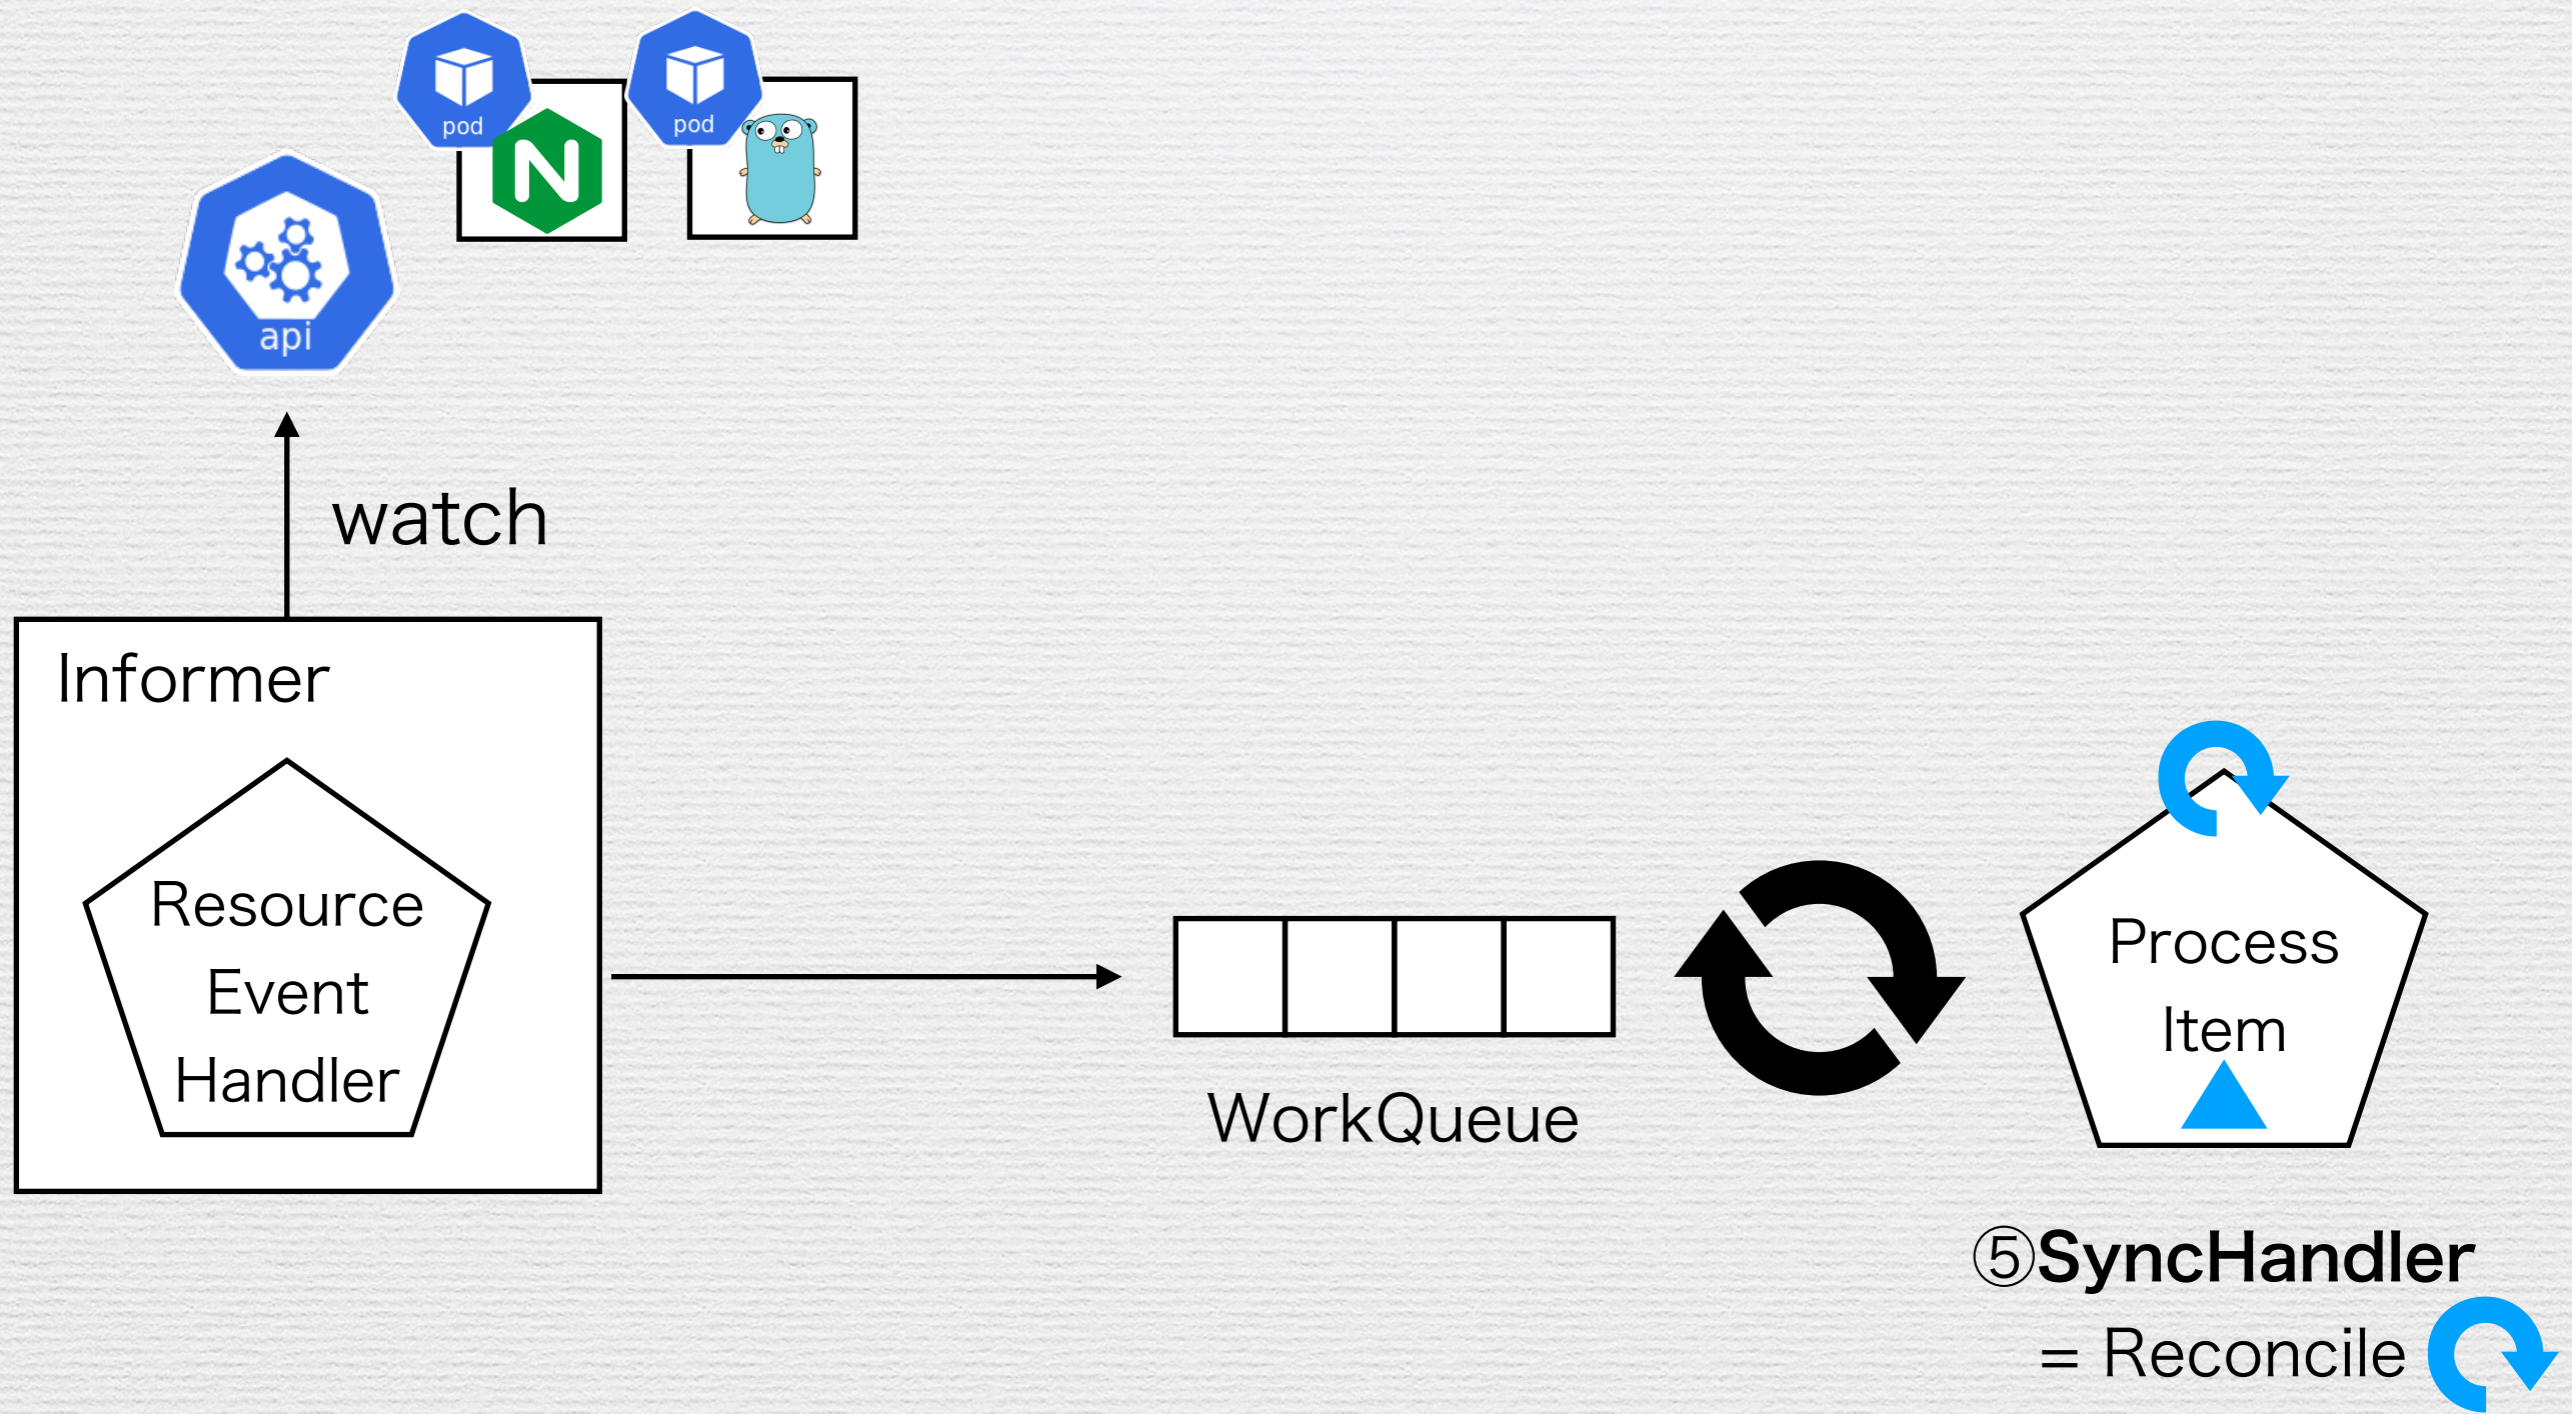 pod
pod
api
watch
Informer
Resource
Event
Handler
WorkQueue
Process
Item
⑤SyncHandler
= Reconcile